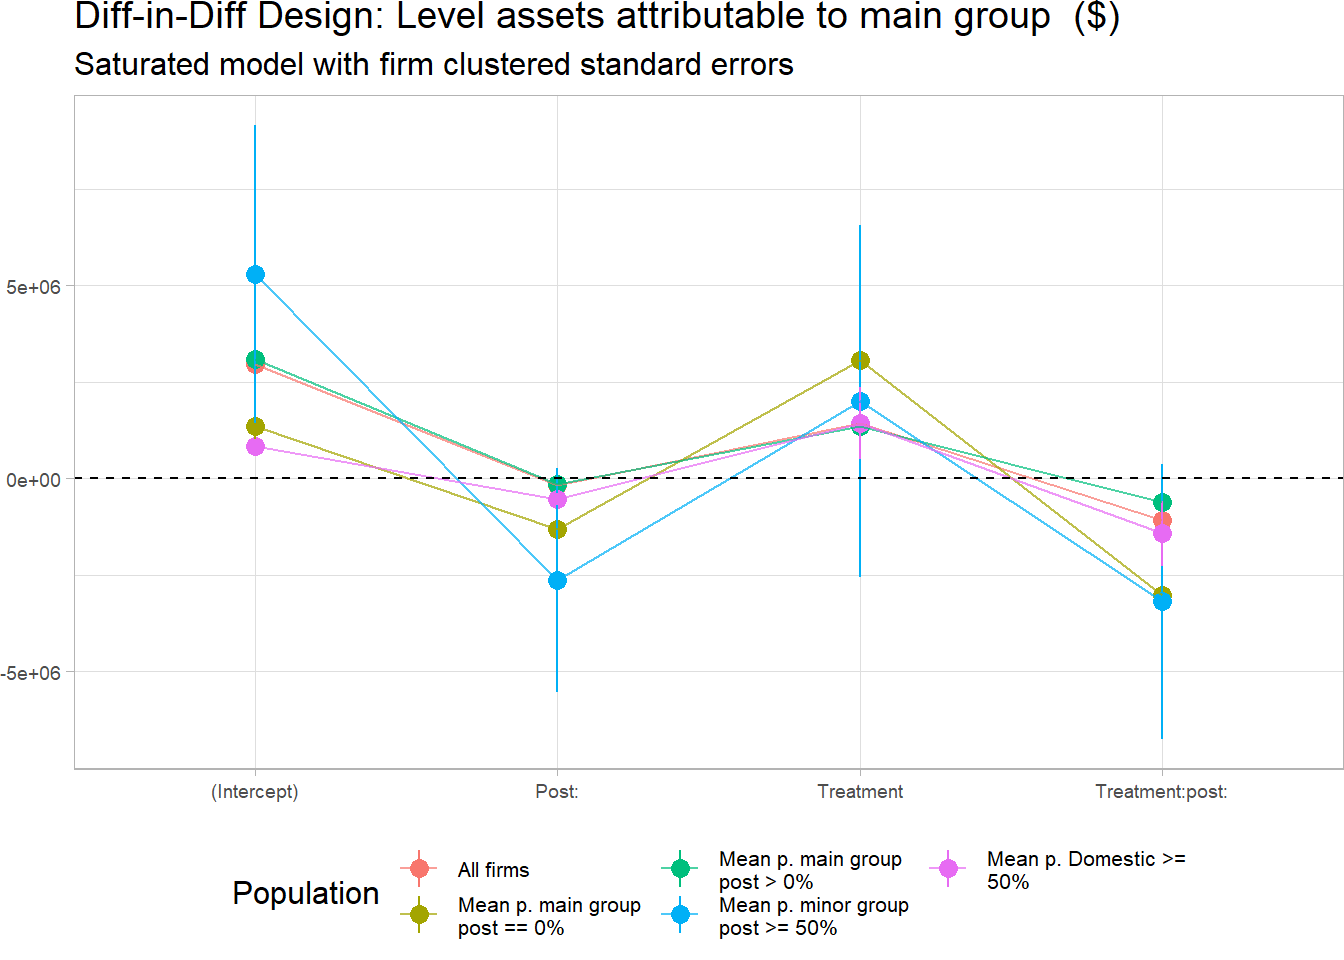 Diff-in-Diff Design: Level assets attributable to main group  ($)
Saturated model with firm clustered standard errors
5e+06
0e+00
-5e+06
(Intercept)
Post:
Treatment
Treatment:post:
Population
All firms
Mean p. main group
post == 0%
Mean p. main group
post > 0%
Mean p. minor group
post >= 50%
Mean p. Domestic >=
50%